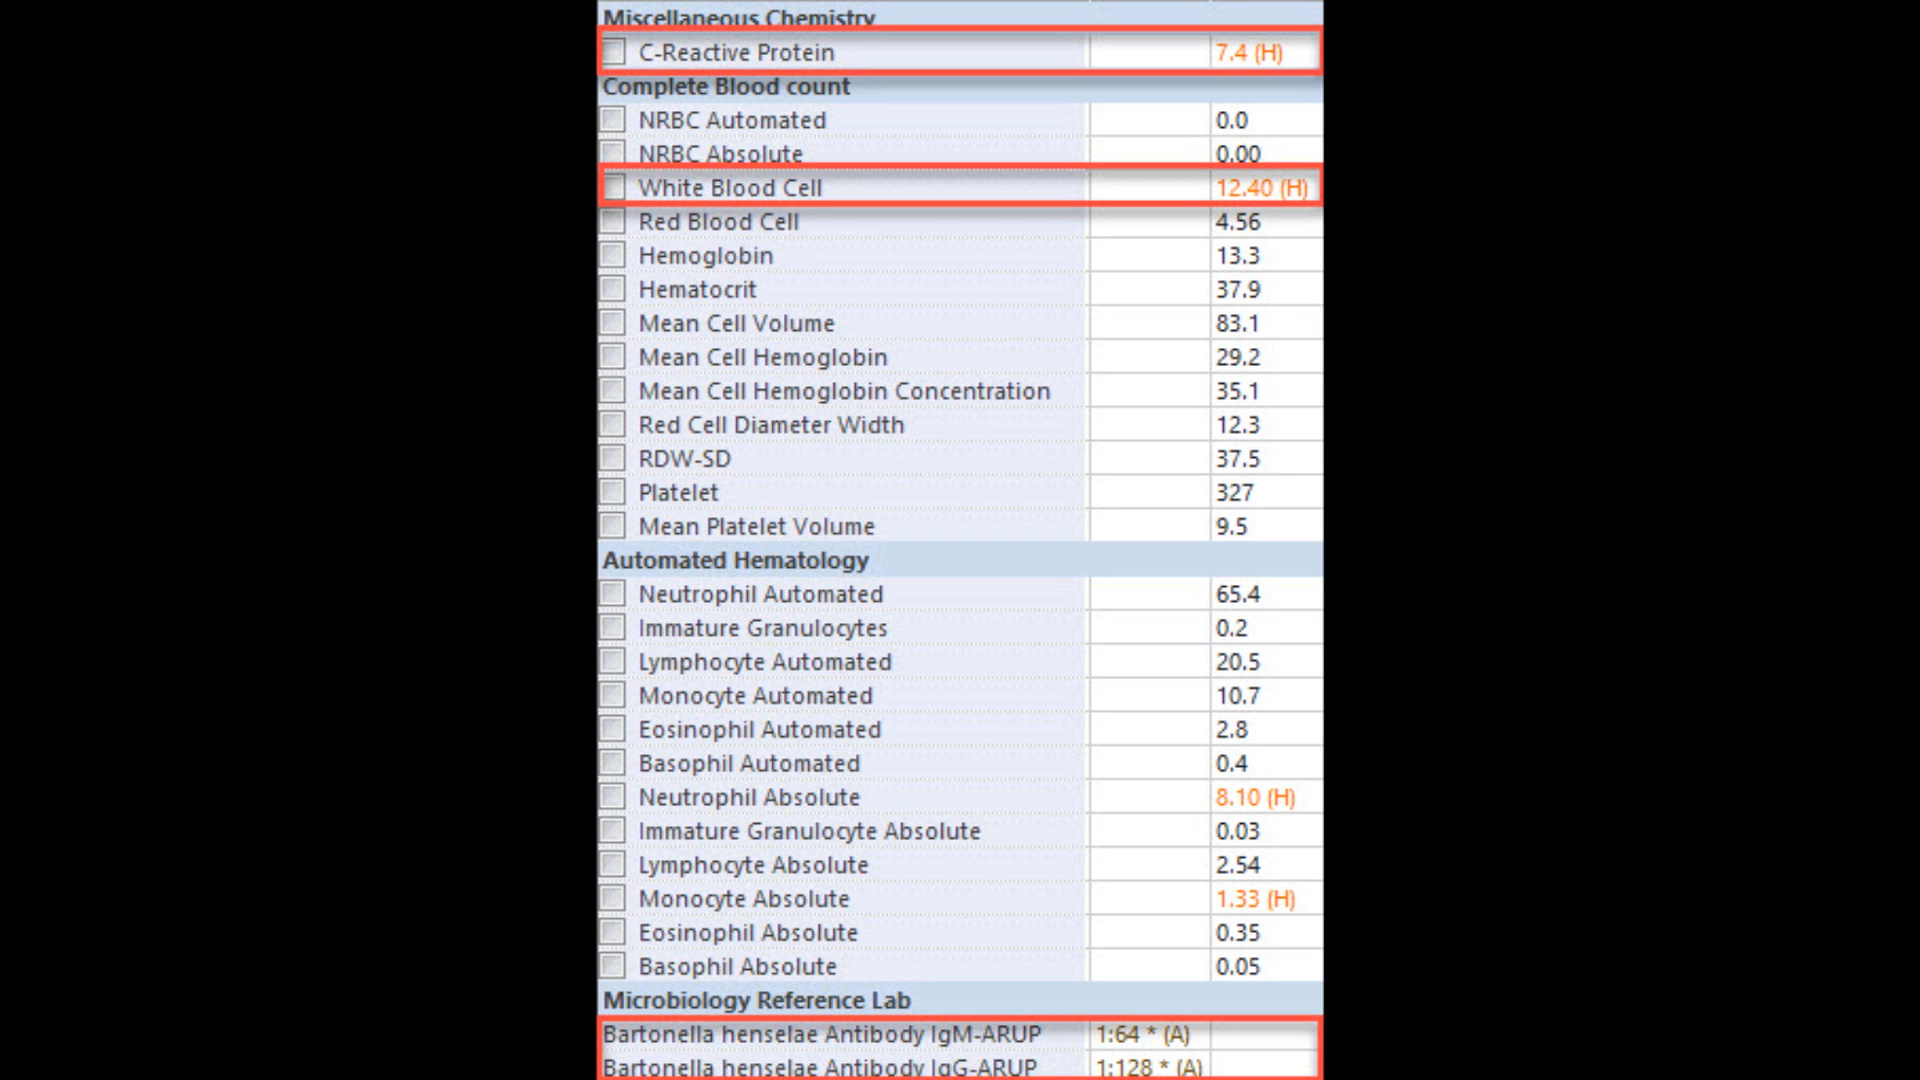 Miscellaneous Chemistry
C-Reactive Protein 7.4 (H)
Complete Blood count
NRBC Automated 0.0
NRBC Absolute 0.00
White Blood Cell 12.40 (H)
Red Blood Cell 4.56
Hemoglobin 13.3
Hematocrit 37.9
Mean Cell Volume 83.1
Mean Cell Hemoglobin 29.2
Mean Cell Hemoglobin Concentration 35.1
Red Cell Diameter Width 12.3
RDW-SD 37.5
Platelet 327
Mean Platelet Volume 9.5
Automated Hematology
Neutrophil Automated 65.4
Immature Granulocytes 0.2
Lymphocyte Automated 20.5
Monocyte Automated 10.7
Eosinophil Automated 2.8
Basophil Automated 0.4
Neutrophil Absolute 8.10 (H)
Immature Granulocyte Absolute 0.03
Lymphocyte Absolute 2.54
Monocyte Absolute 1.33 (H)
Eosinophil Absolute 0.35
Basophil Absolute 0.05
Microbiology Reference Lab
Bartonella henselae Antibody IgM-ARUP 1:64 * (A)
Bartonella henselae Antibody IgG-ARUP 1:128 * (A)